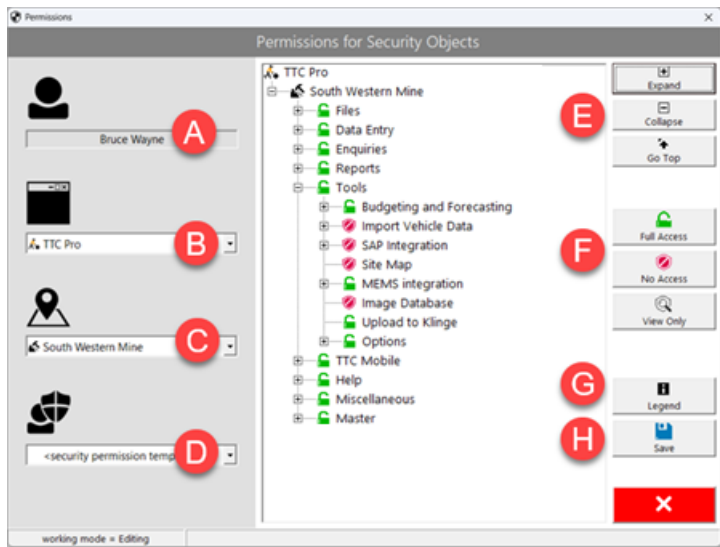 Permissions
Permissions for Security Objects
A
Bruce Wayne
B
TTC Pro
C
South Western Mine
D
<security permission temp
TTC Pro
South Western Mine
Files
Data Entry
Enquiries
Reports
Tools
Budgeting and Forecasting
Import Vehicle Data
SAP Integration
Site Map
MEMS integration
Image Database
Upload to Klinge
Options
TTC Mobile
Help
Miscellaneous
Master
E
Expand
Collapse
Go Top
F
Full Access
No Access
View Only
G
Legend
H
Save
working mode = Editing